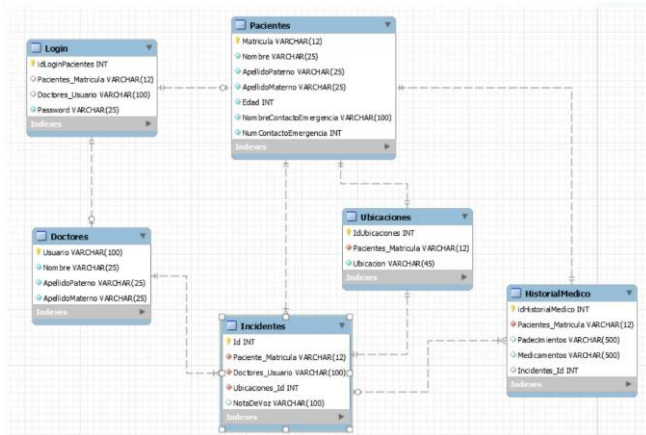 Login
idLoginPacientes INT
Pacientes_Matricula VARCHAR(12)
Doctores_Usuario VARCHAR(100)
Password VARCHAR(25)
Indexes
Pacientes
Matricula VARCHAR(12)
Nombre VARCHAR(25)
ApellidoPaterno VARCHAR(25)
ApellidoMaterno VARCHAR(25)
Edad INT
NombreContactoEmergencia VARCHAR(100)
NumContactoEmergencia INT
Indexes
Doctores
Usuario VARCHAR(100)
Nombre VARCHAR(25)
ApellidoPaterno VARCHAR(25)
ApellidoMaterno VARCHAR(25)
Indexes
Ubicaciones
IdUbicaciones INT
Pacientes_Matricula VARCHAR(12)
Ubicacion VARCHAR(45)
Indexes
Incidentes
Id INT
Paciente_Matricula VARCHAR(12)
Doctores_Usuario VARCHAR(100)
Ubicaciones_Id INT
NotaDeVoz VARCHAR(100)
Indexes
HistorialMedico
idHistorialMedico INT
Pacientes_Matricula VARCHAR(12)
Padecimientos VARCHAR(500)
Medicamentos VARCHAR(500)
Incidentes_Id INT
Indexes